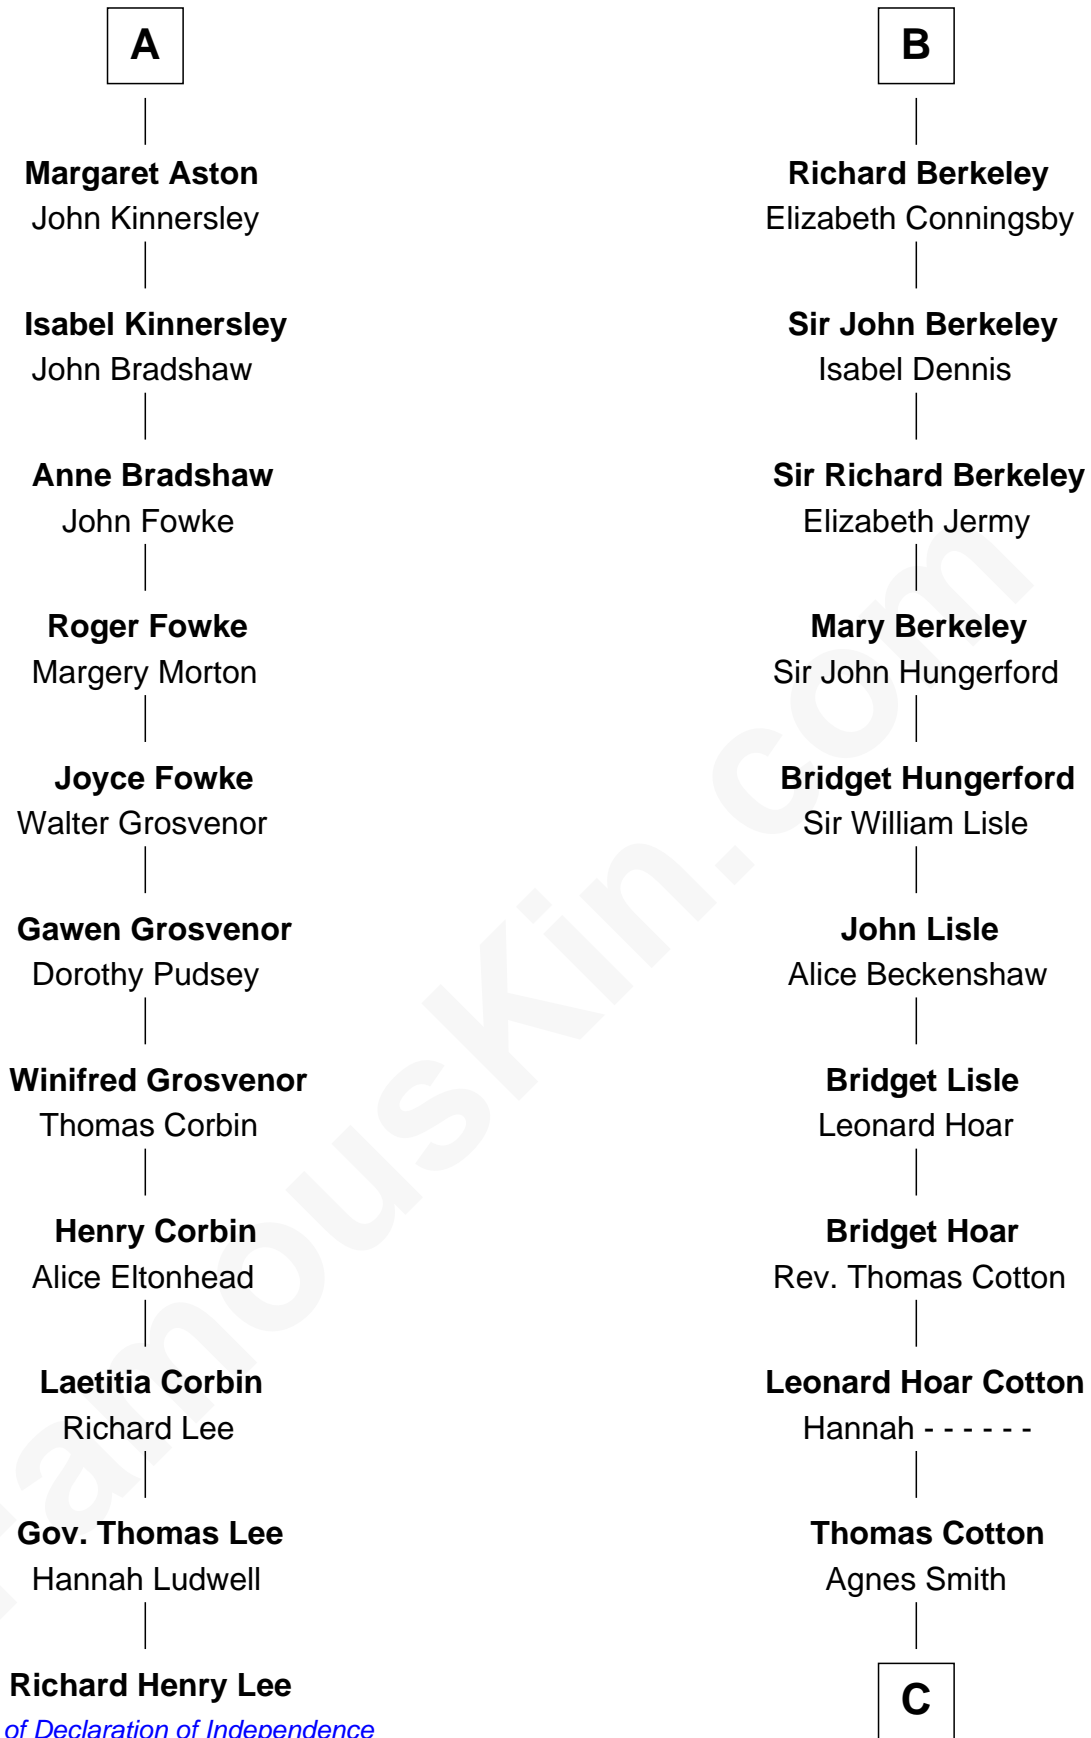 A
Margaret Aston
John Kinnersley
Isabel Kinnersley
John Bradshaw
Anne Bradshaw
John Fowke
Roger Fowke
Margery Morton
Joyce Fowke
Walter Grosvenor
Gawen Grosvenor
Dorothy Pudsey
Winifred Grosvenor
Thomas Corbin
Henry Corbin
Alice Eltonhead
Laetitia Corbin
Richard Lee
Gov. Thomas Lee
Hannah Ludwell
Richard Henry Lee
of Declaration of Independence
B
Richard Berkeley
Elizabeth Conningsby
Sir John Berkeley
Isabel Dennis
Sir Richard Berkeley
Elizabeth Jermy
Mary Berkeley
Sir John Hungerford
Bridget Hungerford
Sir William Lisle
John Lisle
Alice Beckenshaw
Bridget Lisle
Leonard Hoar
Bridget Hoar
Rev. Thomas Cotton
Leonard Hoar Cotton
Hannah - - - - - -
Thomas Cotton
Agnes Smith
C
FamousKin.com